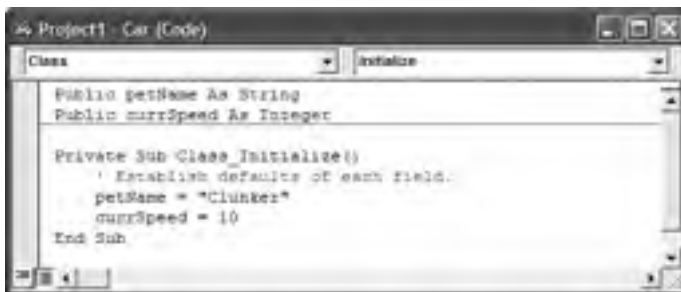 Project1 - Car (Code)
Class Initialize
Public petName As String
Public currSpeed As Integer
Private Sub Class_Initialize()
' Establish defaults of each field.
petName = "Clunker"
currSpeed = 10
End Sub